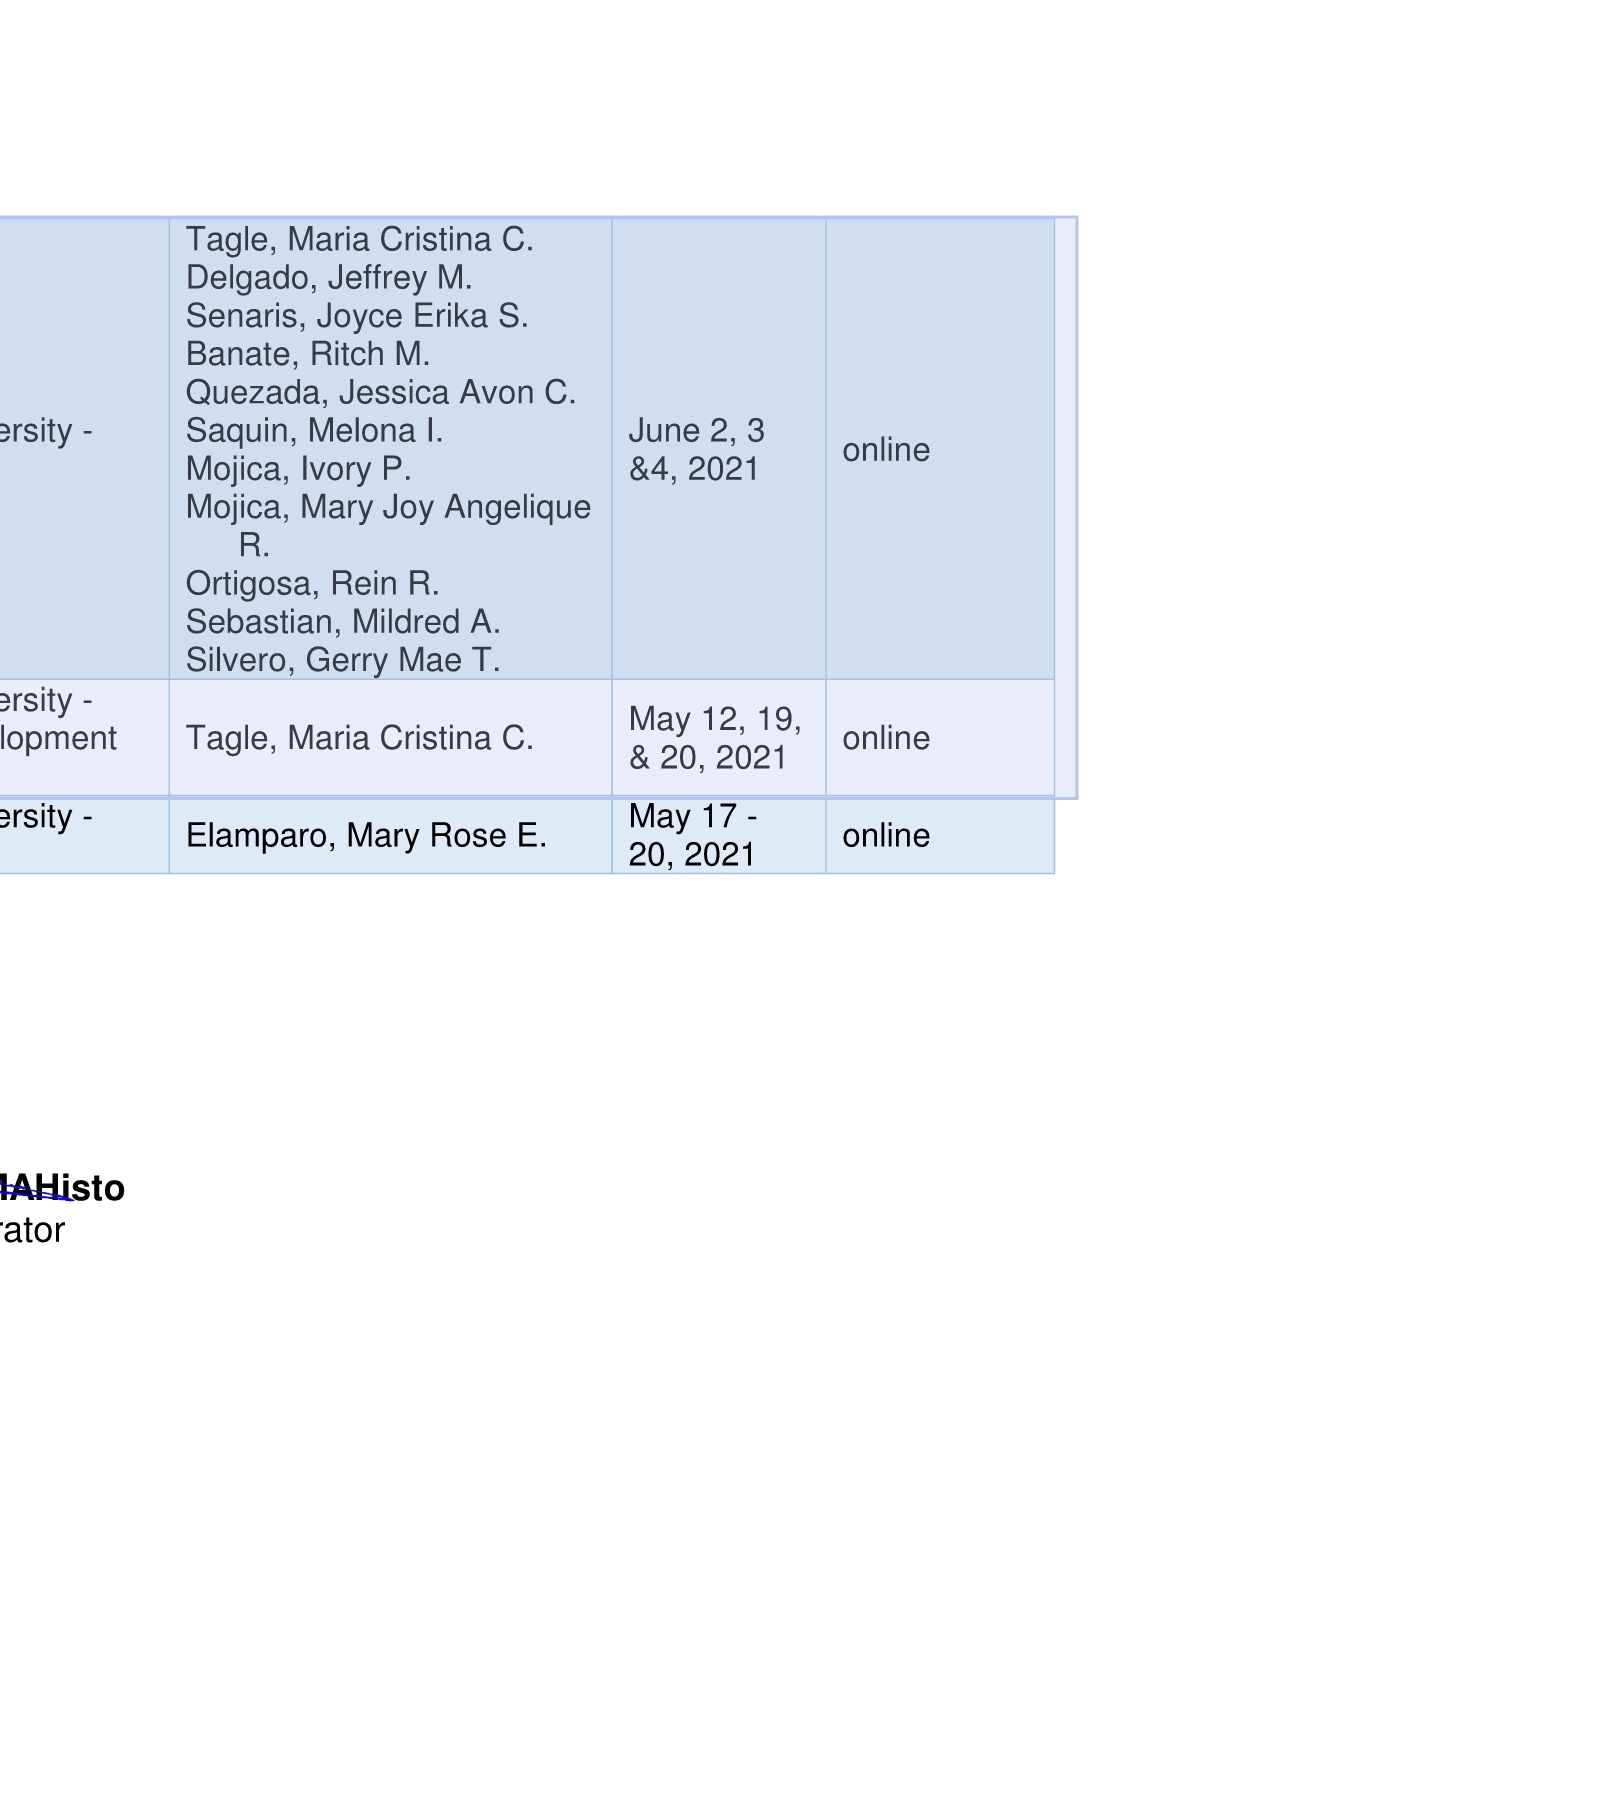 Tagle, Maria Cristina C.
Delgado, Jeffrey M.
Senaris, Joyce Erika S.
Banate, Ritch M.
Quezada, Jessica Avon C.
ersity -
Saquin, Melona I.
June 2, 3
online
Mojica, Ivory P.
&4, 2021
Mojica, Mary Joy Angelique
R.
Ortigosa, Rein R.
Sebastian, Mildred A.
Silvero, Gerry Mae T.
ersity -
lopment
Tagle, Maria Cristina C.
May 12, 19,
& 20, 2021
online
ersity -
Elamparo, Mary Rose E.
May 17 -
20, 2021
online
MAHisto
rator